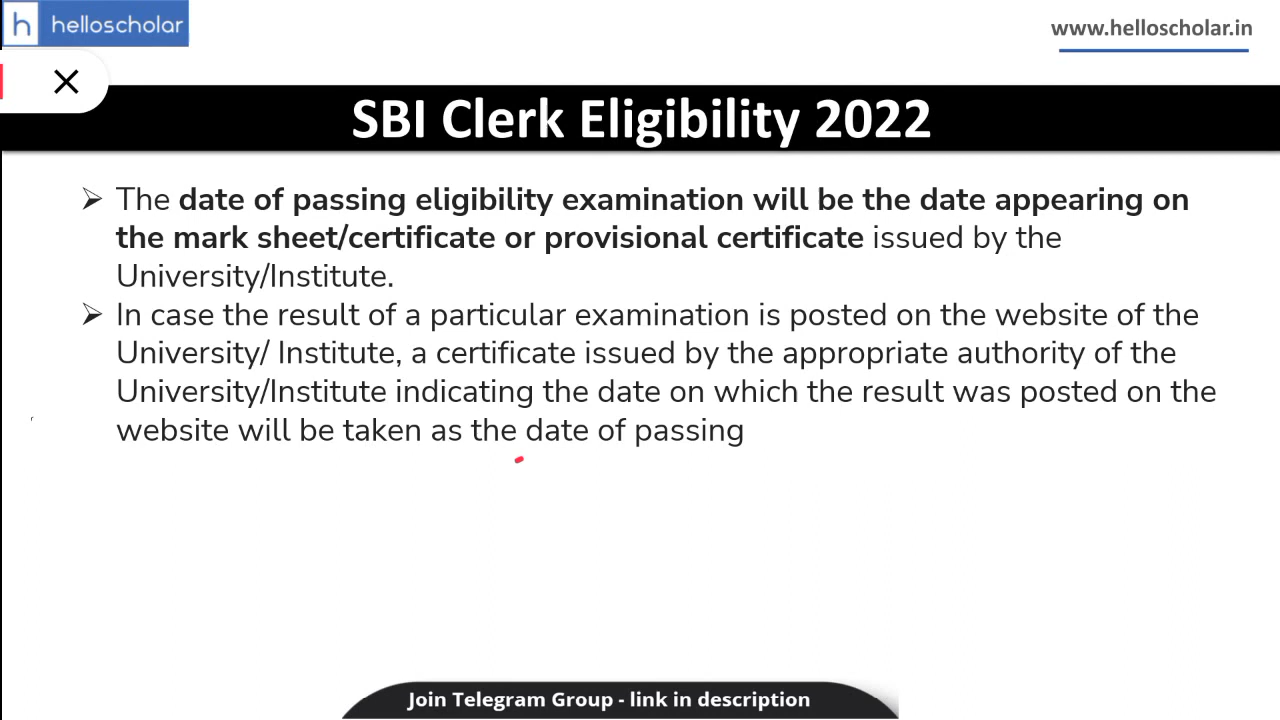 h helloscholar
www.helloscholar.in
SBI Clerk Eligibility 2022
➢ The date of passing eligibility examination will be the date appearing on
the mark sheet/certificate or provisional certificate issued by the
University/Institute.
➢ In case the result of a particular examination is posted on the website of the
University/ Institute, a certificate issued by the appropriate authority of the
University/Institute indicating the date on which the result was posted on the
website will be taken as the date of passing
Join Telegram Group - link in description